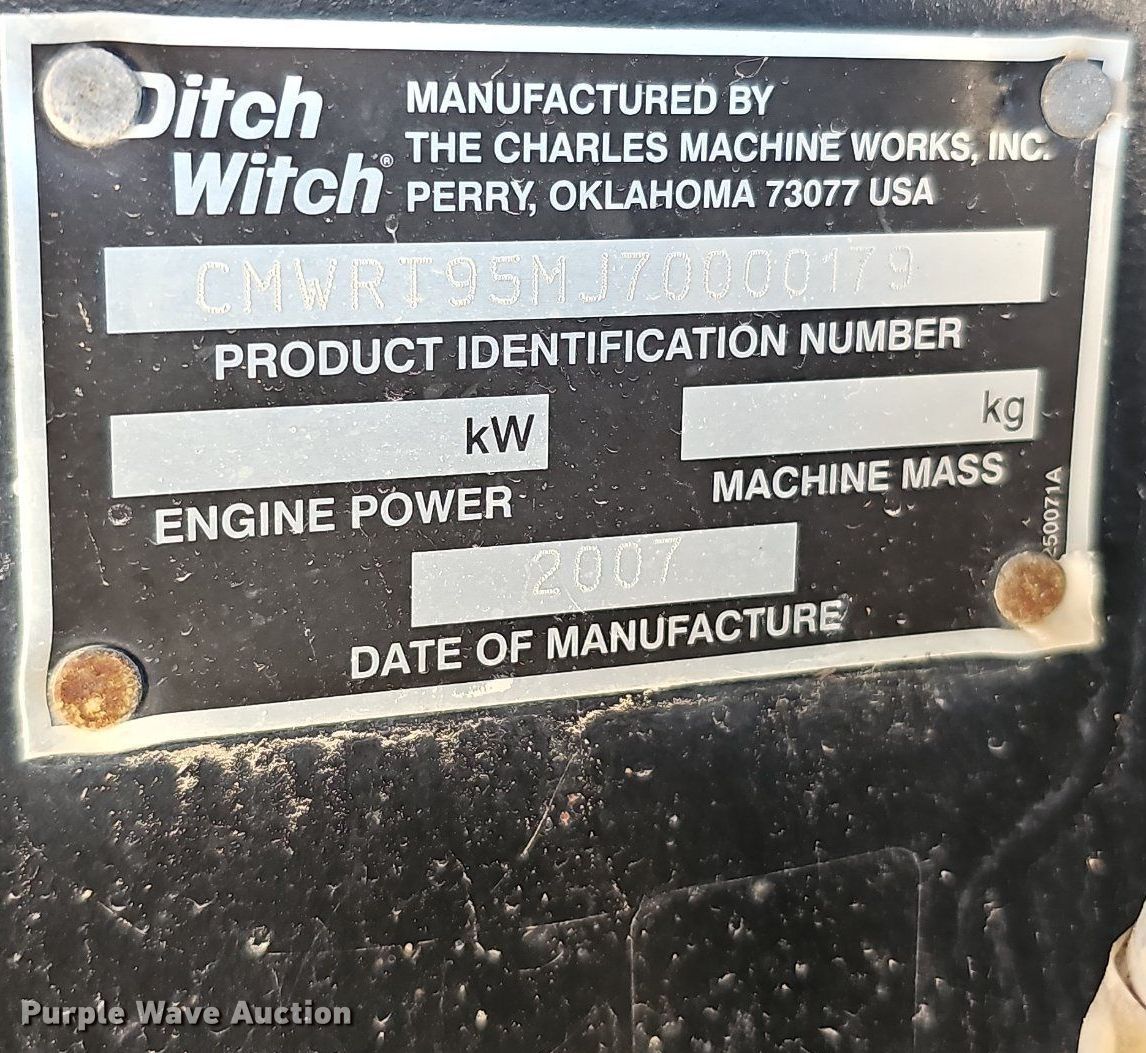 Ditch
Witch®
MANUFACTURED BY
THE CHARLES MACHINE WORKS, INC.
PERRY, OKLAHOMA 73077 USA
CMWRT95MJ70000179
PRODUCT IDENTIFICATION NUMBER
kW
ENGINE POWER
kg
MACHINE MASS
2007
DATE OF MANUFACTURE
Purple Wave Auction